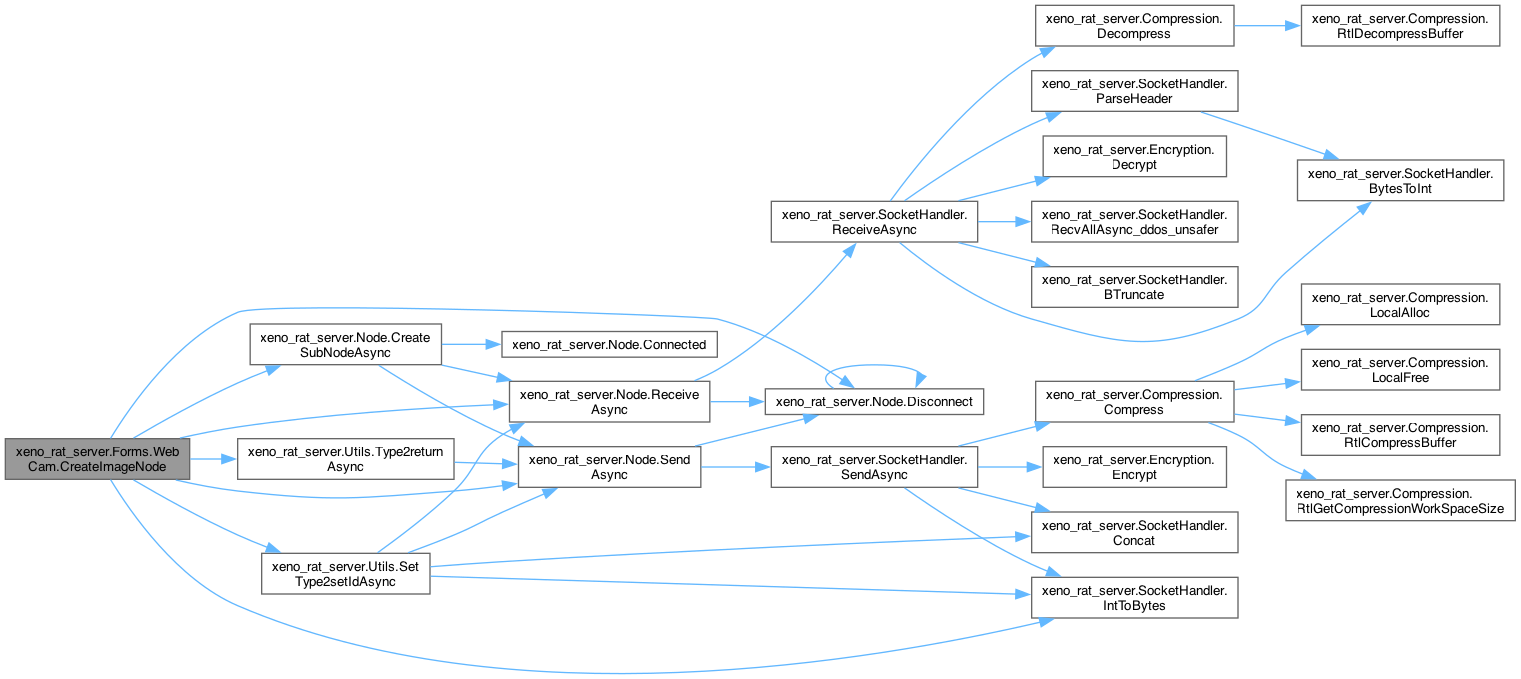 xeno_rat_server.Compression.
Decompress
xeno_rat_server.Compression.
RtlDecompressBuffer
xeno_rat_server.SocketHandler.
ParseHeader
xeno_rat_server.Encryption.
Decrypt
xeno_rat_server.SocketHandler.
BytesToInt
xeno_rat_server.SocketHandler.
ReceiveAsync
xeno_rat_server.SocketHandler.
RecvAllAsync_ddos_unsafer
xeno_rat_server.SocketHandler.
BTruncate
xeno_rat_server.Compression.
LocalAlloc
xeno_rat_server.Node.Create
SubNodeAsync
xeno_rat_server.Node.Connected
xeno_rat_server.Compression.
LocalFree
xeno_rat_server.Node.Receive
Async
xeno_rat_server.Node.Disconnect
xeno_rat_server.Compression.
Compress
xeno_rat_server.Compression.
RtlCompressBuffer
xeno_rat_server.Forms.Web
Cam.CreateImageNode
xeno_rat_server.Utils.Type2return
Async
xeno_rat_server.Node.Send
Async
xeno_rat_server.SocketHandler.
SendAsync
xeno_rat_server.Encryption.
Encrypt
xeno_rat_server.Compression.
RtlGetCompressionWorkSpaceSize
xeno_rat_server.SocketHandler.
Concat
xeno_rat_server.Utils.Set
Type2setIdAsync
xeno_rat_server.SocketHandler.
IntToBytes